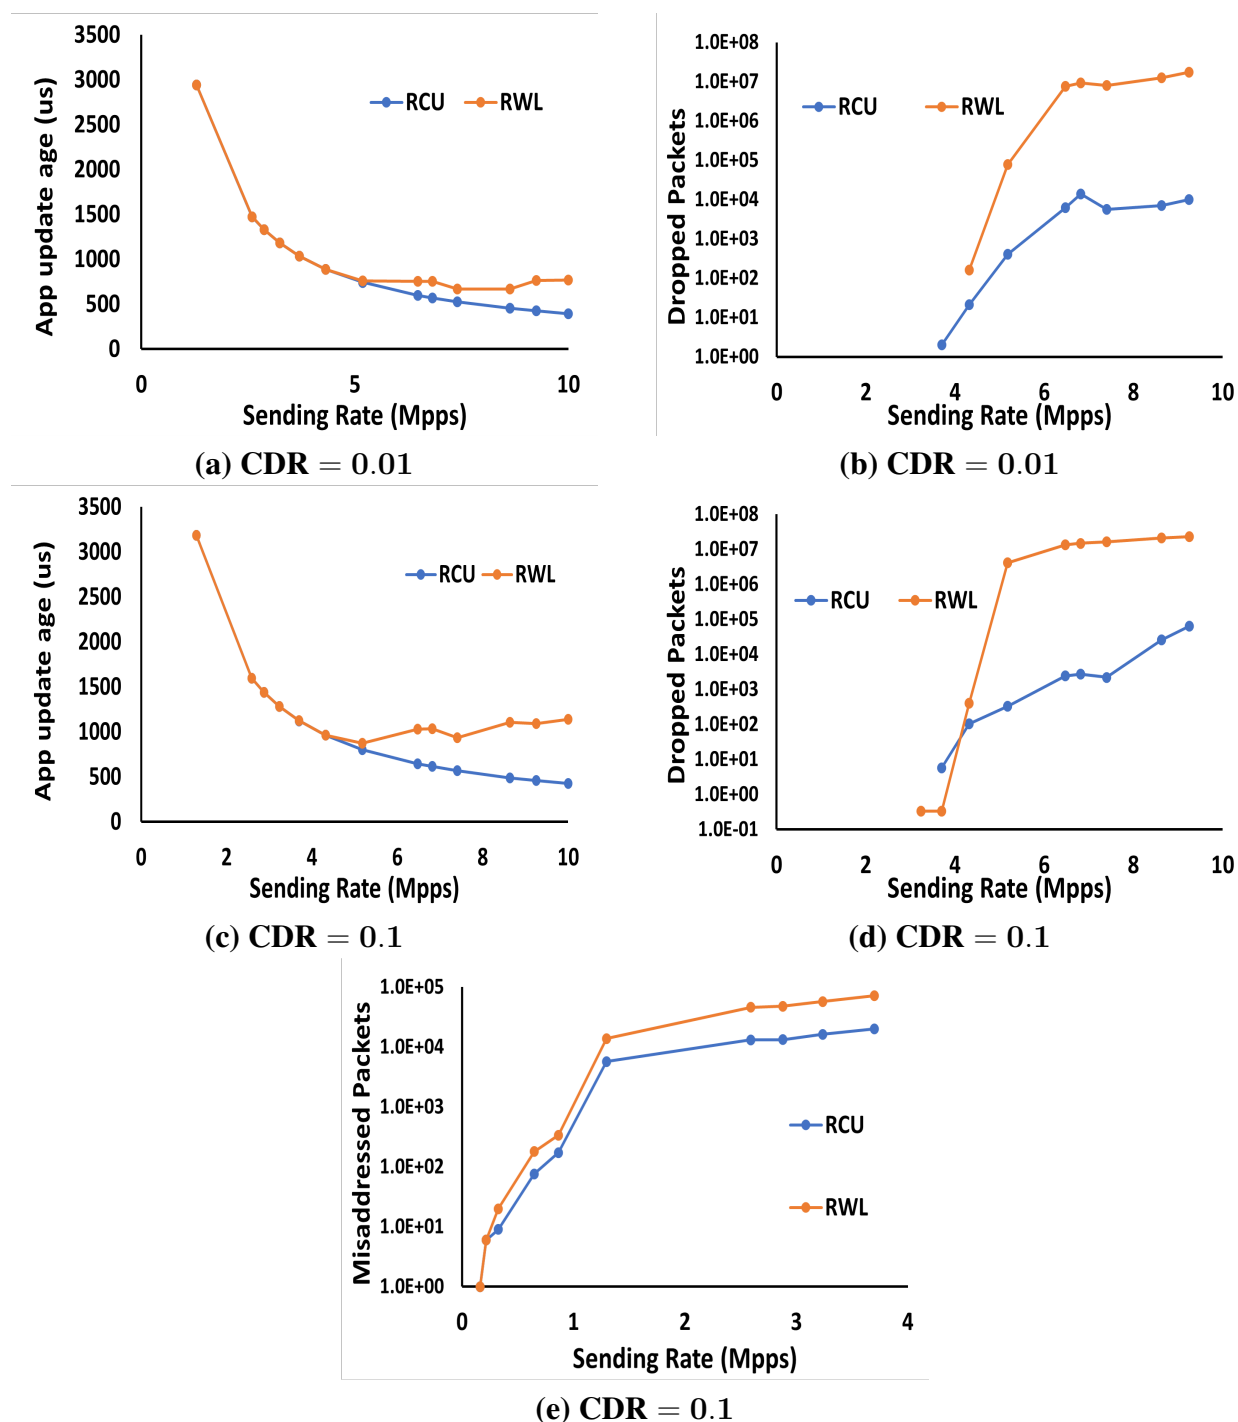 App update age (us)
3500
3000
2500
2000
1500
1000
500
0
RCU RWL
0 5 10
Sending Rate (Mpps)
(a) CDR = 0.01
Dropped Packets
1.0E+08
1.0E+07
1.0E+06
1.0E+05
1.0E+04
1.0E+03
1.0E+02
1.0E+01
1.0E+00
RCU RWL
0 2 4 6 8 10
Sending Rate (Mpps)
(b) CDR = 0.01
App update age (us)
3500
3000
2500
2000
1500
1000
500
0
RCU RWL
0 2 4 6 8 10
Sending Rate (Mpps)
(c) CDR = 0.1
Dropped Packets
1.0E+08
1.0E+07
1.0E+06
1.0E+05
1.0E+04
1.0E+03
1.0E+02
1.0E+01
1.0E+00
1.0E-01
RCU RWL
0 2 4 6 8 10
Sending Rate (Mpps)
(d) CDR = 0.1
Misaddressed Packets
1.0E+05
1.0E+04
1.0E+03
1.0E+02
1.0E+01
1.0E+00
RCU
RWL
0 1 2 3 4
Sending Rate (Mpps)
(e) CDR = 0.1